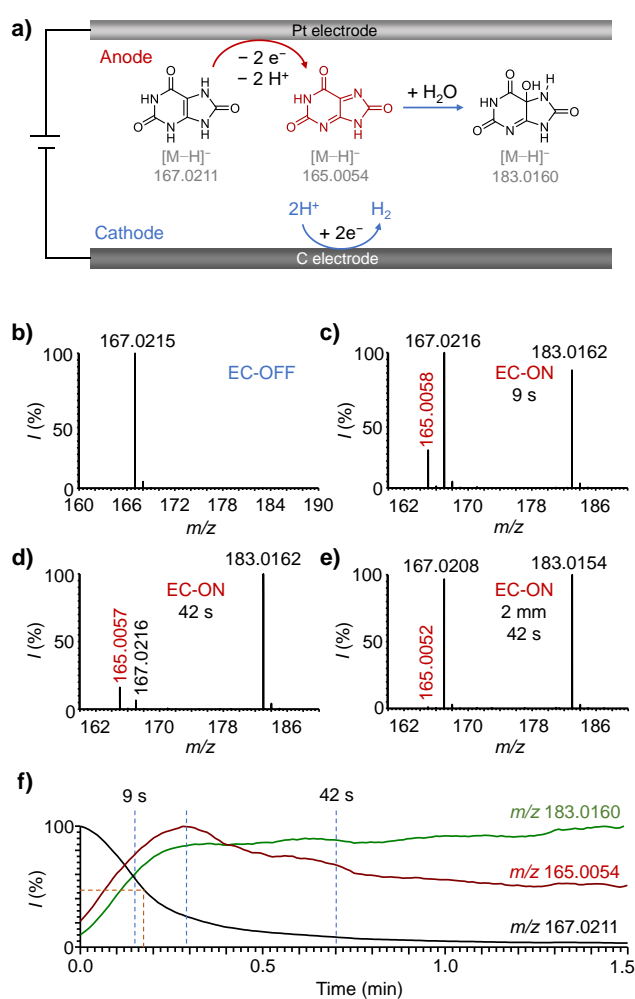 a)
Pt electrode
Anode
− 2 e⁻
− 2 H⁺
O
H
N
HN
O
O
N
H
N
H
O
N
HN
O
O
N
N
H
+ H₂O
O
OH
H
N
HN
O
O
N
N
H
[M−H]⁻
167.0211
[M−H]⁻
165.0054
[M−H]⁻
183.0160
2H⁺
H₂
+ 2e⁻
Cathode
C electrode
b)
167.0215
100
EC-OFF
50
I (%)
0
160 166 172 178 184 190
m/z
c)
167.0216
183.0162
100
EC-ON
9 s
165.0058
50
I (%)
0
162 170 178 186
m/z
d)
183.0162
100
EC-ON
42 s
165.0057
167.0216
50
I (%)
0
162 170 178 186
m/z
e)
167.0208
183.0154
100
EC-ON
2 mm
42 s
165.0052
50
I (%)
0
162 170 178 186
m/z
f)
9 s
42 s
m/z 183.0160
100
m/z 165.0054
I (%)
m/z 167.0211
0
0.0 0.5 1.0 1.5
Time (min)